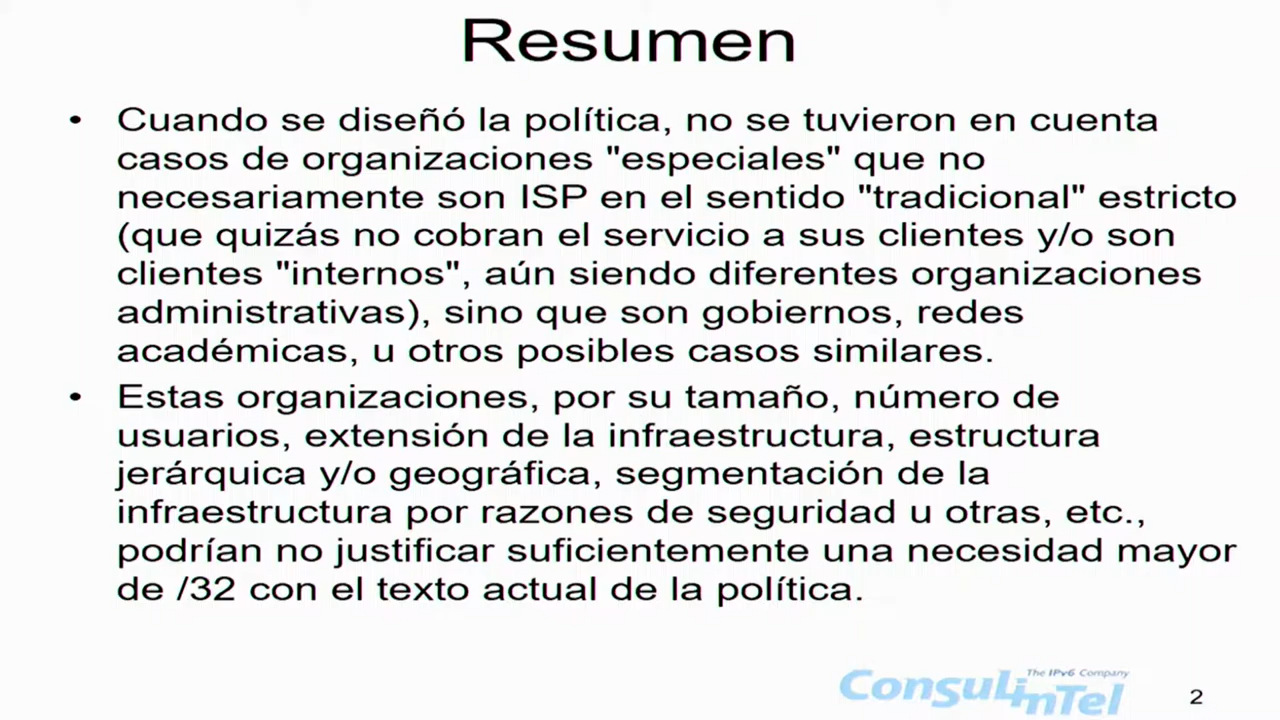 Resumen
• Cuando se diseñó la política, no se tuvieron en cuenta
casos de organizaciones "especiales" que no
necesariamente son ISP en el sentido "tradicional" estricto
(que quizás no cobran el servicio a sus clientes y/o son
clientes "internos", aún siendo diferentes organizaciones
administrativas), sino que son gobiernos, redes
académicas, u otros posibles casos similares.
• Estas organizaciones, por su tamaño, número de
usuarios, extensión de la infraestructura, estructura
jerárquica y/o geográfica, segmentación de la
infraestructura por razones de seguridad u otras, etc.,
podrían no justificar suficientemente una necesidad mayor
de /32 con el texto actual de la política.
The IPv6 Company
Consulintel
2